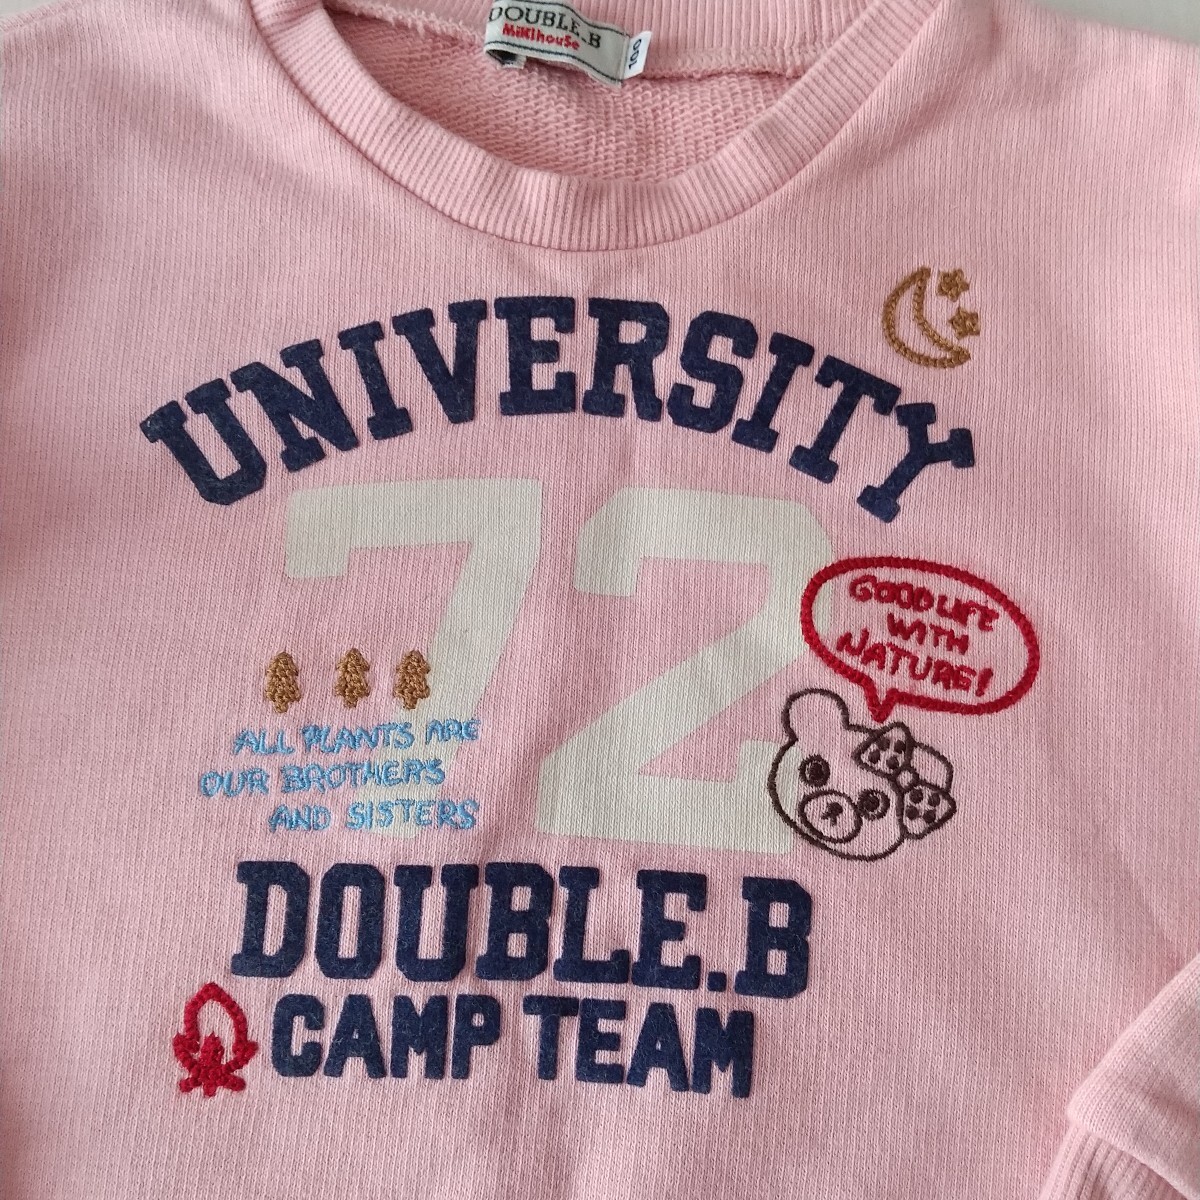 DOUBLE.B
MiKiHouSe
100
UNIVERSITY
72
GOOD LIFE
WITH
NATURE!
ALL PLANTS ARE
OUR BROTHERS
AND SISTERS
DOUBLE.B
CAMP TEAM